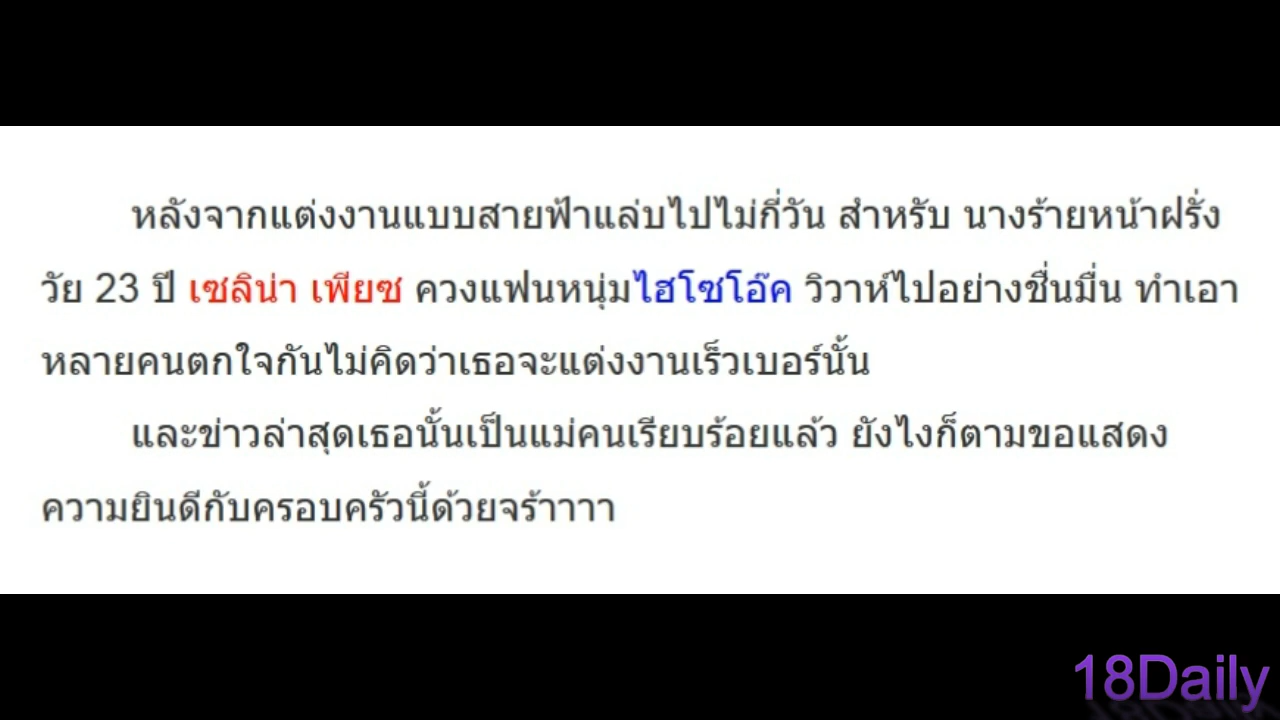 หลังจากแต่งงานแบบสายฟ้าแล่บไปไม่กี่วัน สำหรับ นางร้ายหน้าฝรั่ง
วัย 23 ปี เซลิน่า เพียซ ควงแฟนหนุ่มไฮโซโอ๊ค วิวาห์ไปอย่างชื่นมื่น ทำเอา
หลายคนตกใจกันไม่คิดว่าเธอจะแต่งงานเร็วเบอร์นั้น
และข่าวล่าสุดเธอนั้นเป็นแม่คนเรียบร้อยแล้ว ยังไงก็ตามขอแสดง
ความยินดีกับครอบครัวนี้ด้วยจร้าาาา
18Daily